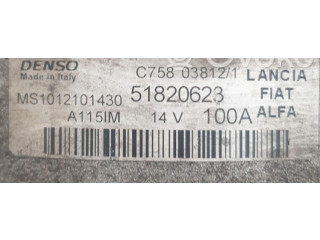 DENSO C758 03812/1 LANCIA
Made in Italy
MS1012101430 51820623 FIAT
A115IM 14 V 100A ALFA